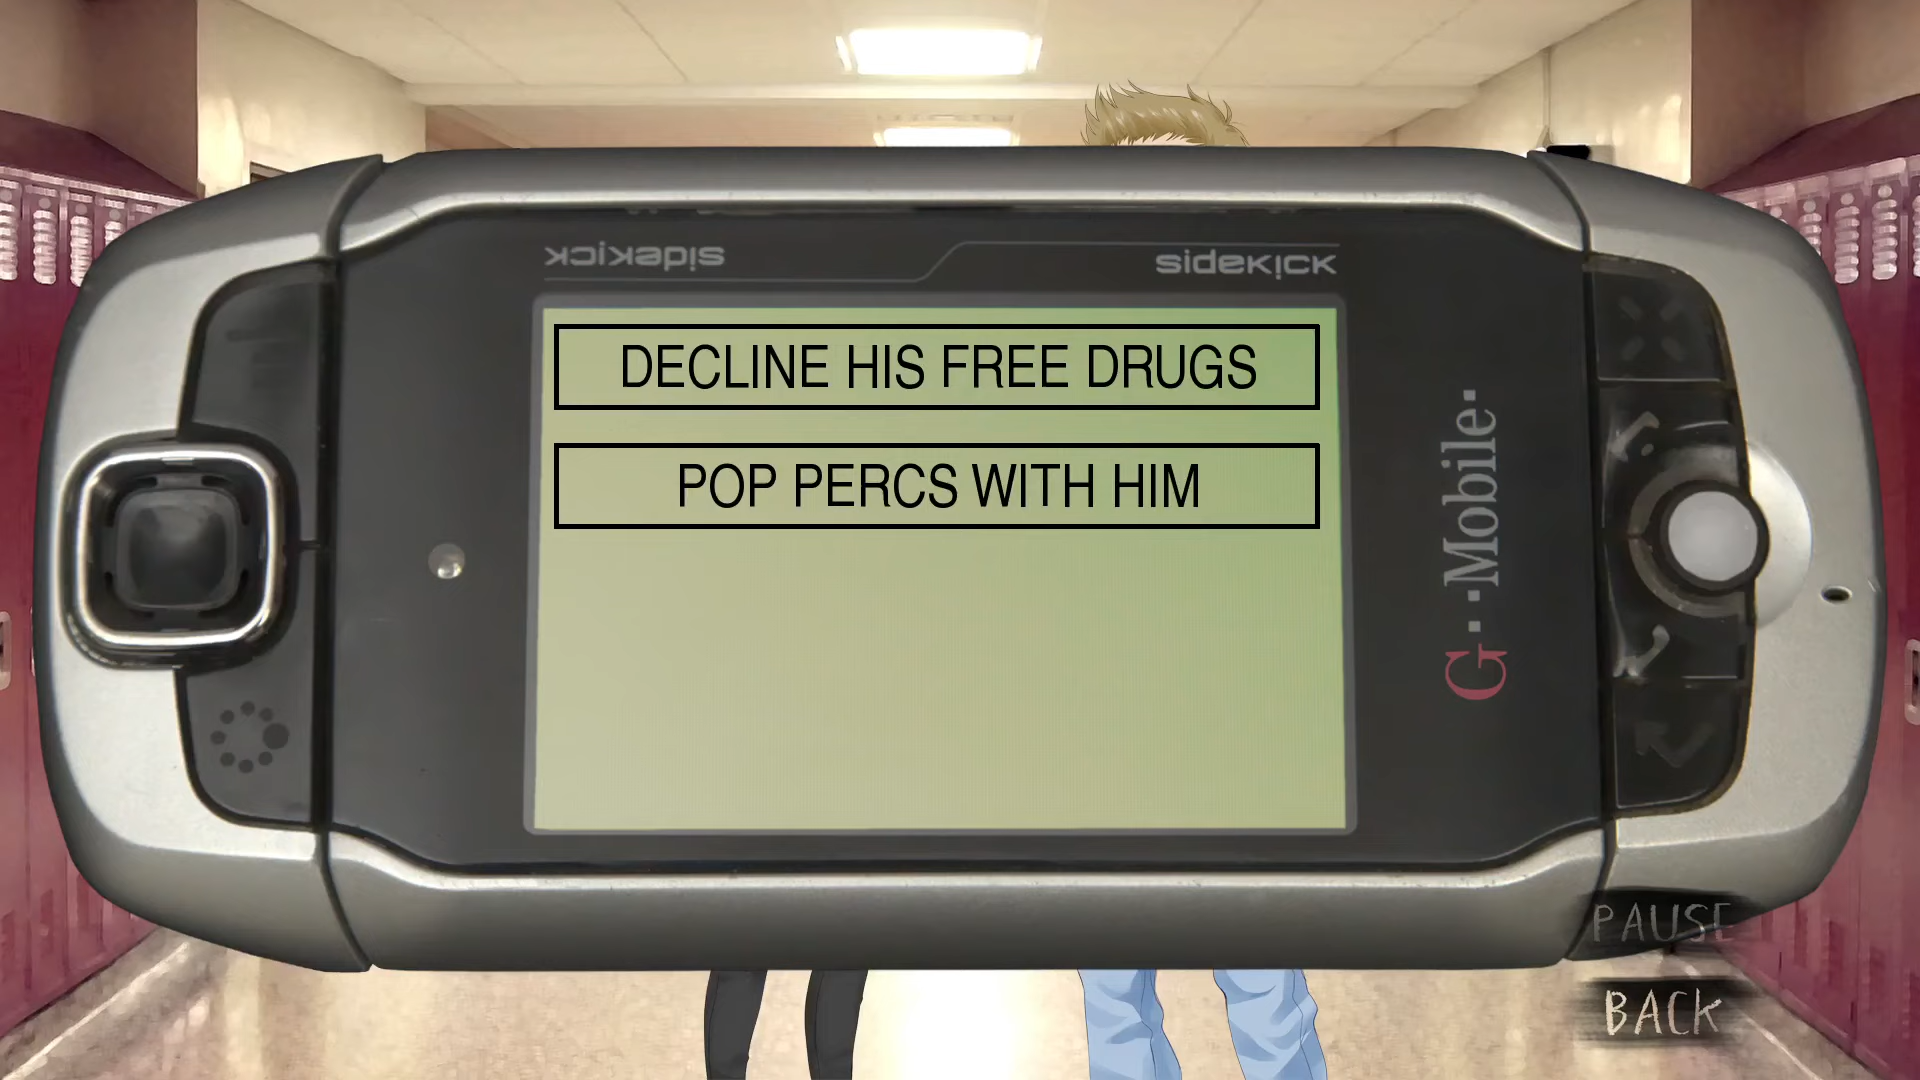 sidekick
sidekick
DECLINE HIS FREE DRUGS
POP PERCS WITH HIM
G··Mobile·
PAUSE
BACK